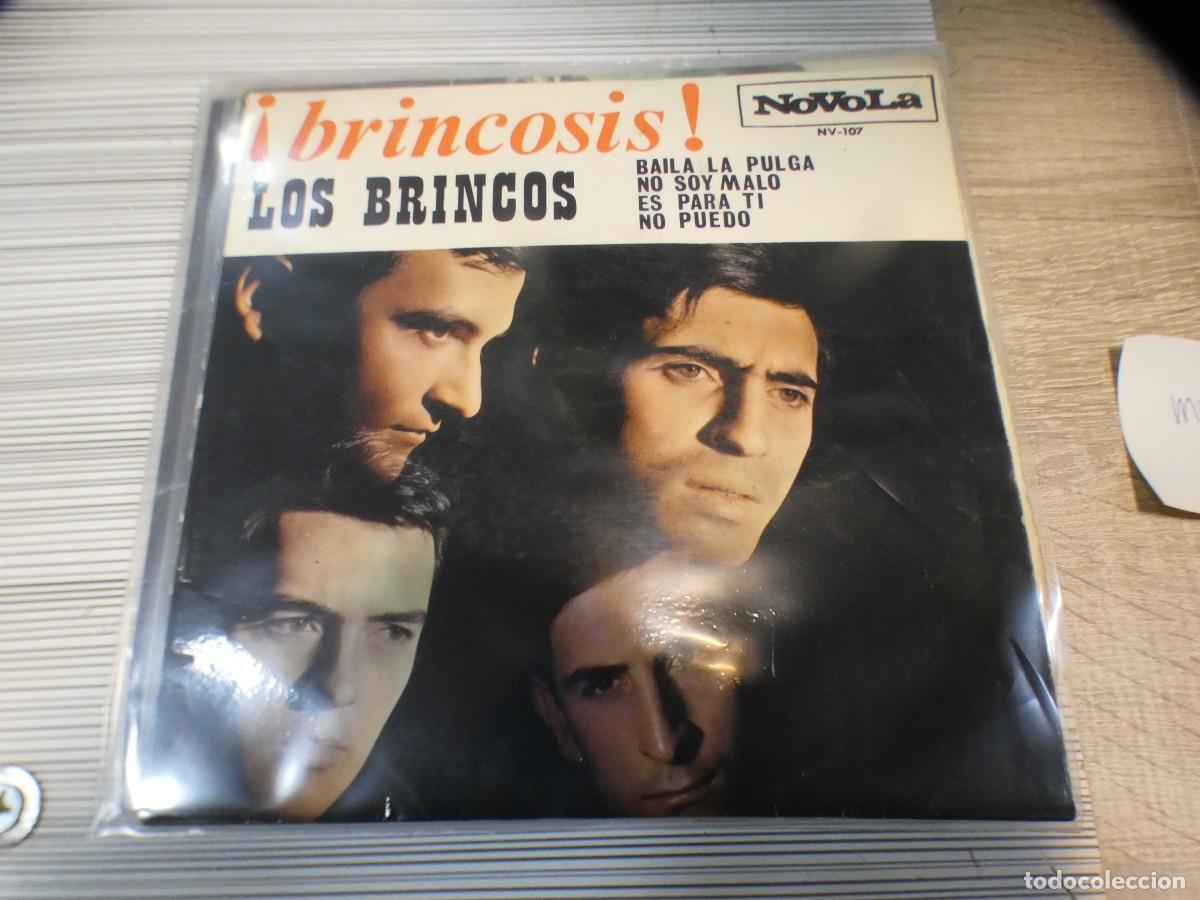 ¡brincosis!
LOS BRINCOS
NoVoLa
NV-107
BAILA LA PULGA
NO SOY MALO
ES PARA TI
NO PUEDO
todocoleccion